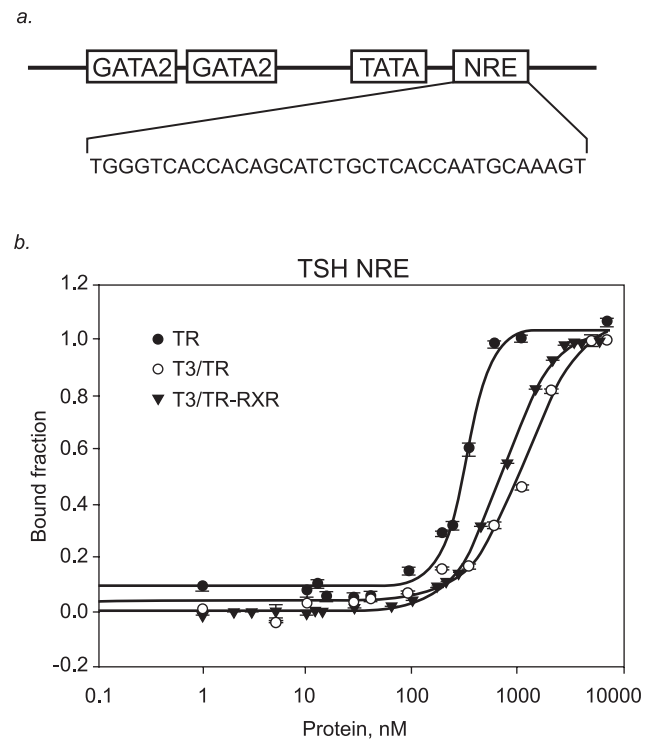 a.
GATA2 GATA2 TATA NRE
TGGGTCACCACAGCATCTGCTCACCAATGCAAAGT
b.
TSH NRE
1.2
1.0
0.8
0.6
0.4
0.2
0.0
-0.2
Bound fraction
TR
T3/TR
T3/TR-RXR
0.1 1 10 100 1000 10000
Protein, nM